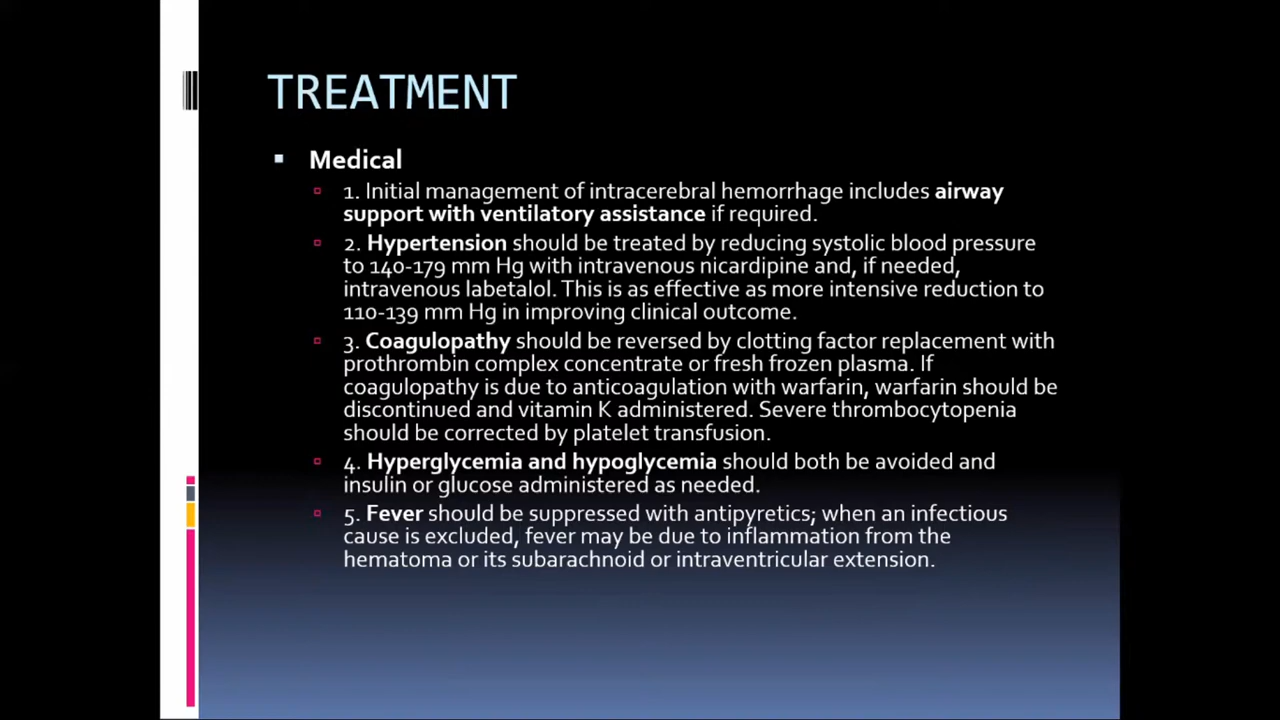 TREATMENT
Medical
1. Initial management of intracerebral hemorrhage includes airway
support with ventilatory assistance if required.
2. Hypertension should be treated by reducing systolic blood pressure
to 140-179 mm Hg with intravenous nicardipine and, if needed,
intravenous labetalol. This is as effective as more intensive reduction to
110-139 mm Hg in improving clinical outcome.
3. Coagulopathy should be reversed by clotting factor replacement with
prothrombin complex concentrate or fresh frozen plasma. If
coagulopathy is due to anticoagulation with warfarin, warfarin should be
discontinued and vitamin K administered. Severe thrombocytopenia
should be corrected by platelet transfusion.
4. Hyperglycemia and hypoglycemia should both be avoided and
insulin or glucose administered as needed.
5. Fever should be suppressed with antipyretics; when an infectious
cause is excluded, fever may be due to inflammation from the
hematoma or its subarachnoid or intraventricular extension.